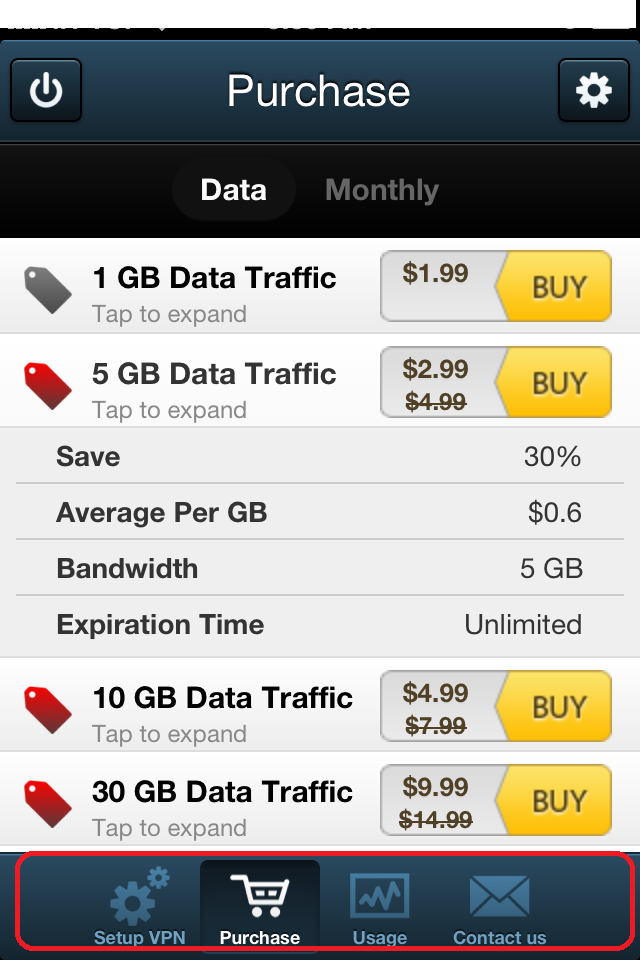 Purchase
Data Monthly
1 GB Data Traffic
Tap to expand
$1.99
BUY
5 GB Data Traffic
Tap to expand
$2.99
$4.99
BUY
Save 30%
Average Per GB $0.6
Bandwidth 5 GB
Expiration Time Unlimited
10 GB Data Traffic
Tap to expand
$4.99
$7.99
BUY
30 GB Data Traffic
Tap to expand
$9.99
$14.99
BUY
Setup VPN Purchase Usage Contact us